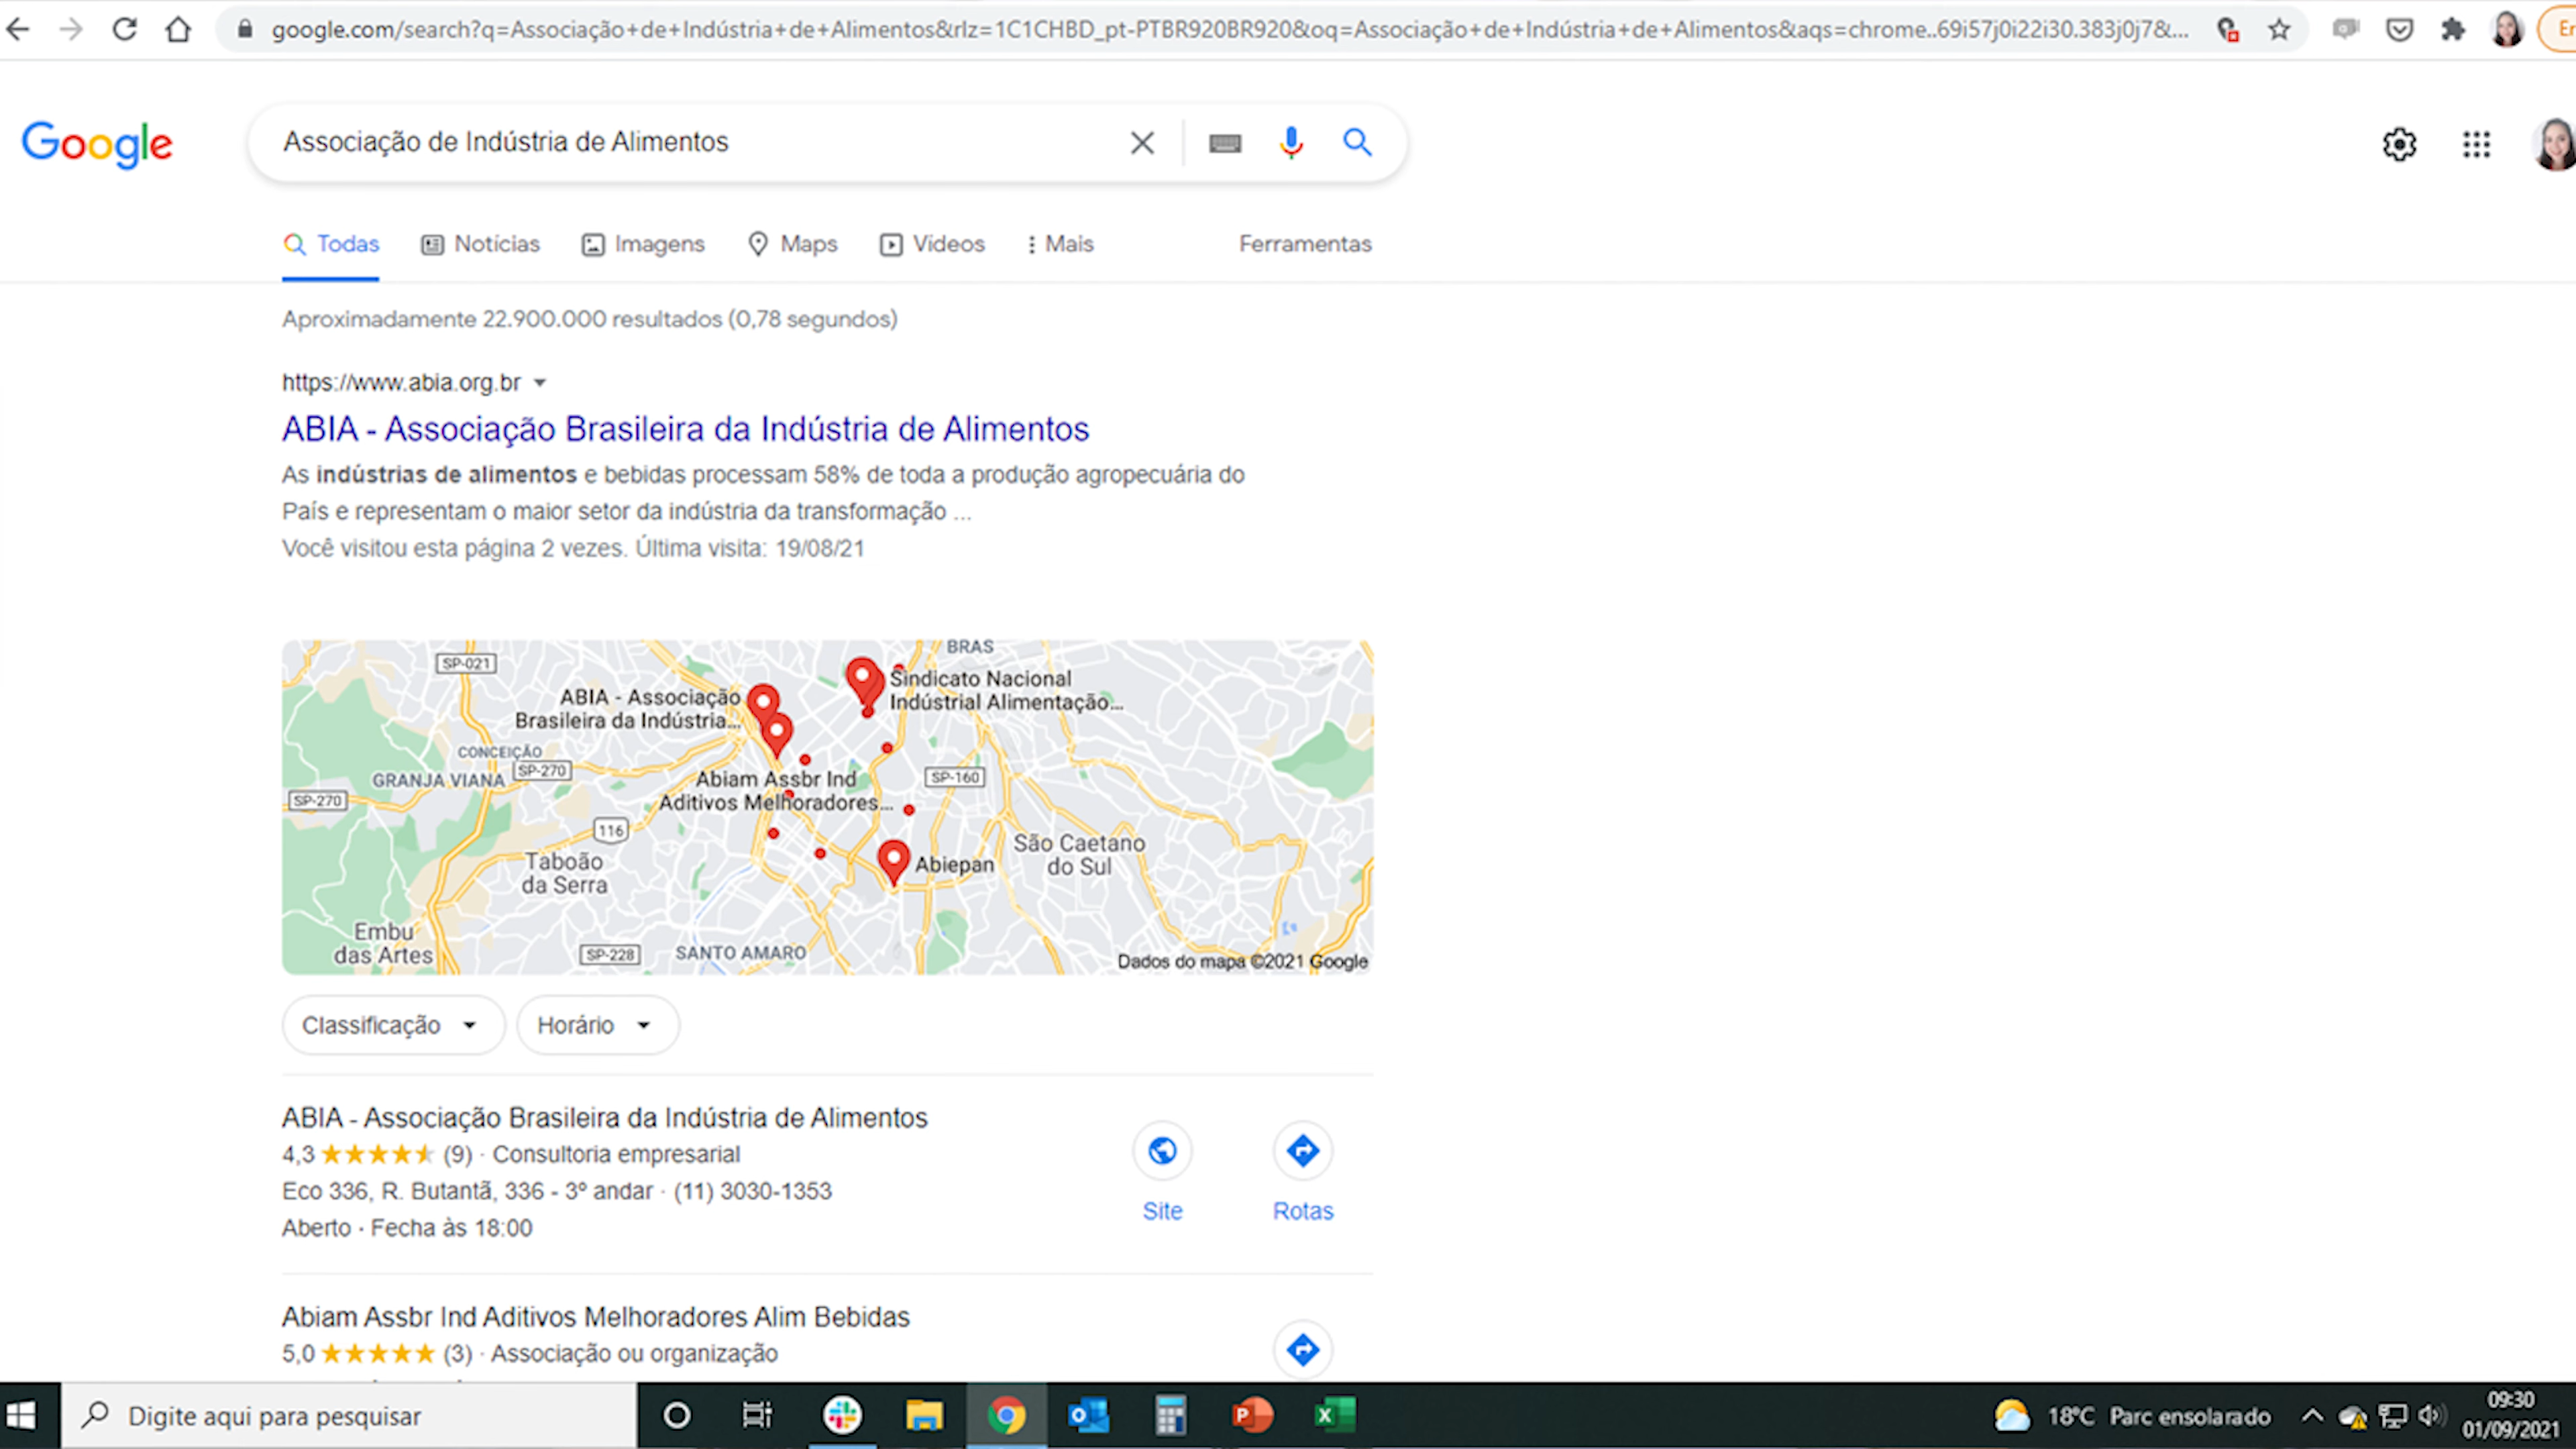 google.com/search?q=Associação+de+Indústria+de+Alimentos&rlz=1C1CHBD_pt-PTBR920BR920&oq=Associação+de+Indústria+de+Alimentos&aqs=chrome..69i57j0i22i30.383j0j7&...
Er
Google
Associação de Indústria de Alimentos
Todas
Notícias
Imagens
Maps
Vídeos
Mais
Ferramentas
Aproximadamente 22.900.000 resultados (0,78 segundos)
https://www.abia.org.br
ABIA - Associação Brasileira da Indústria de Alimentos
As indústrias de alimentos e bebidas processam 58% de toda a produção agropecuária do
País e representam o maior setor da indústria da transformação ...
Você visitou esta página 2 vezes. Última visita: 19/08/21
BRAS
SP-021
Sindicato Nacional
Indústrial Alimentação...
ABIA - Associação
Brasileira da Indústria...
CONCEIÇÃO
SP-270
GRANJA VIANA
SP-270
Abiam Assbr Ind
Aditivos Melhoradores...
SP-160
116
Taboão
da Serra
São Caetano
do Sul
Abiepan
Embu
das Artes
SP-228
SANTO AMARO
Dados do mapa ©2021 Google
Classificação
Horário
ABIA - Associação Brasileira da Indústria de Alimentos
4,3 (9) · Consultoria empresarial
Eco 336, R. Butantã, 336 - 3º andar · (11) 3030-1353
Aberto · Fecha às 18:00
Site
Rotas
Abiam Assbr Ind Aditivos Melhoradores Alim Bebidas
5,0 (3) · Associação ou organização
Digite aqui para pesquisar
18°C Parc ensolarado
09:30
01/09/2021